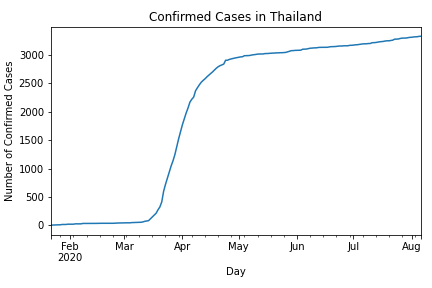 Confirmed Cases in Thailand
Number of Confirmed Cases
3000
2500
2000
1500
1000
500
0
Feb Mar Apr May Jun Jul Aug
2020
Day